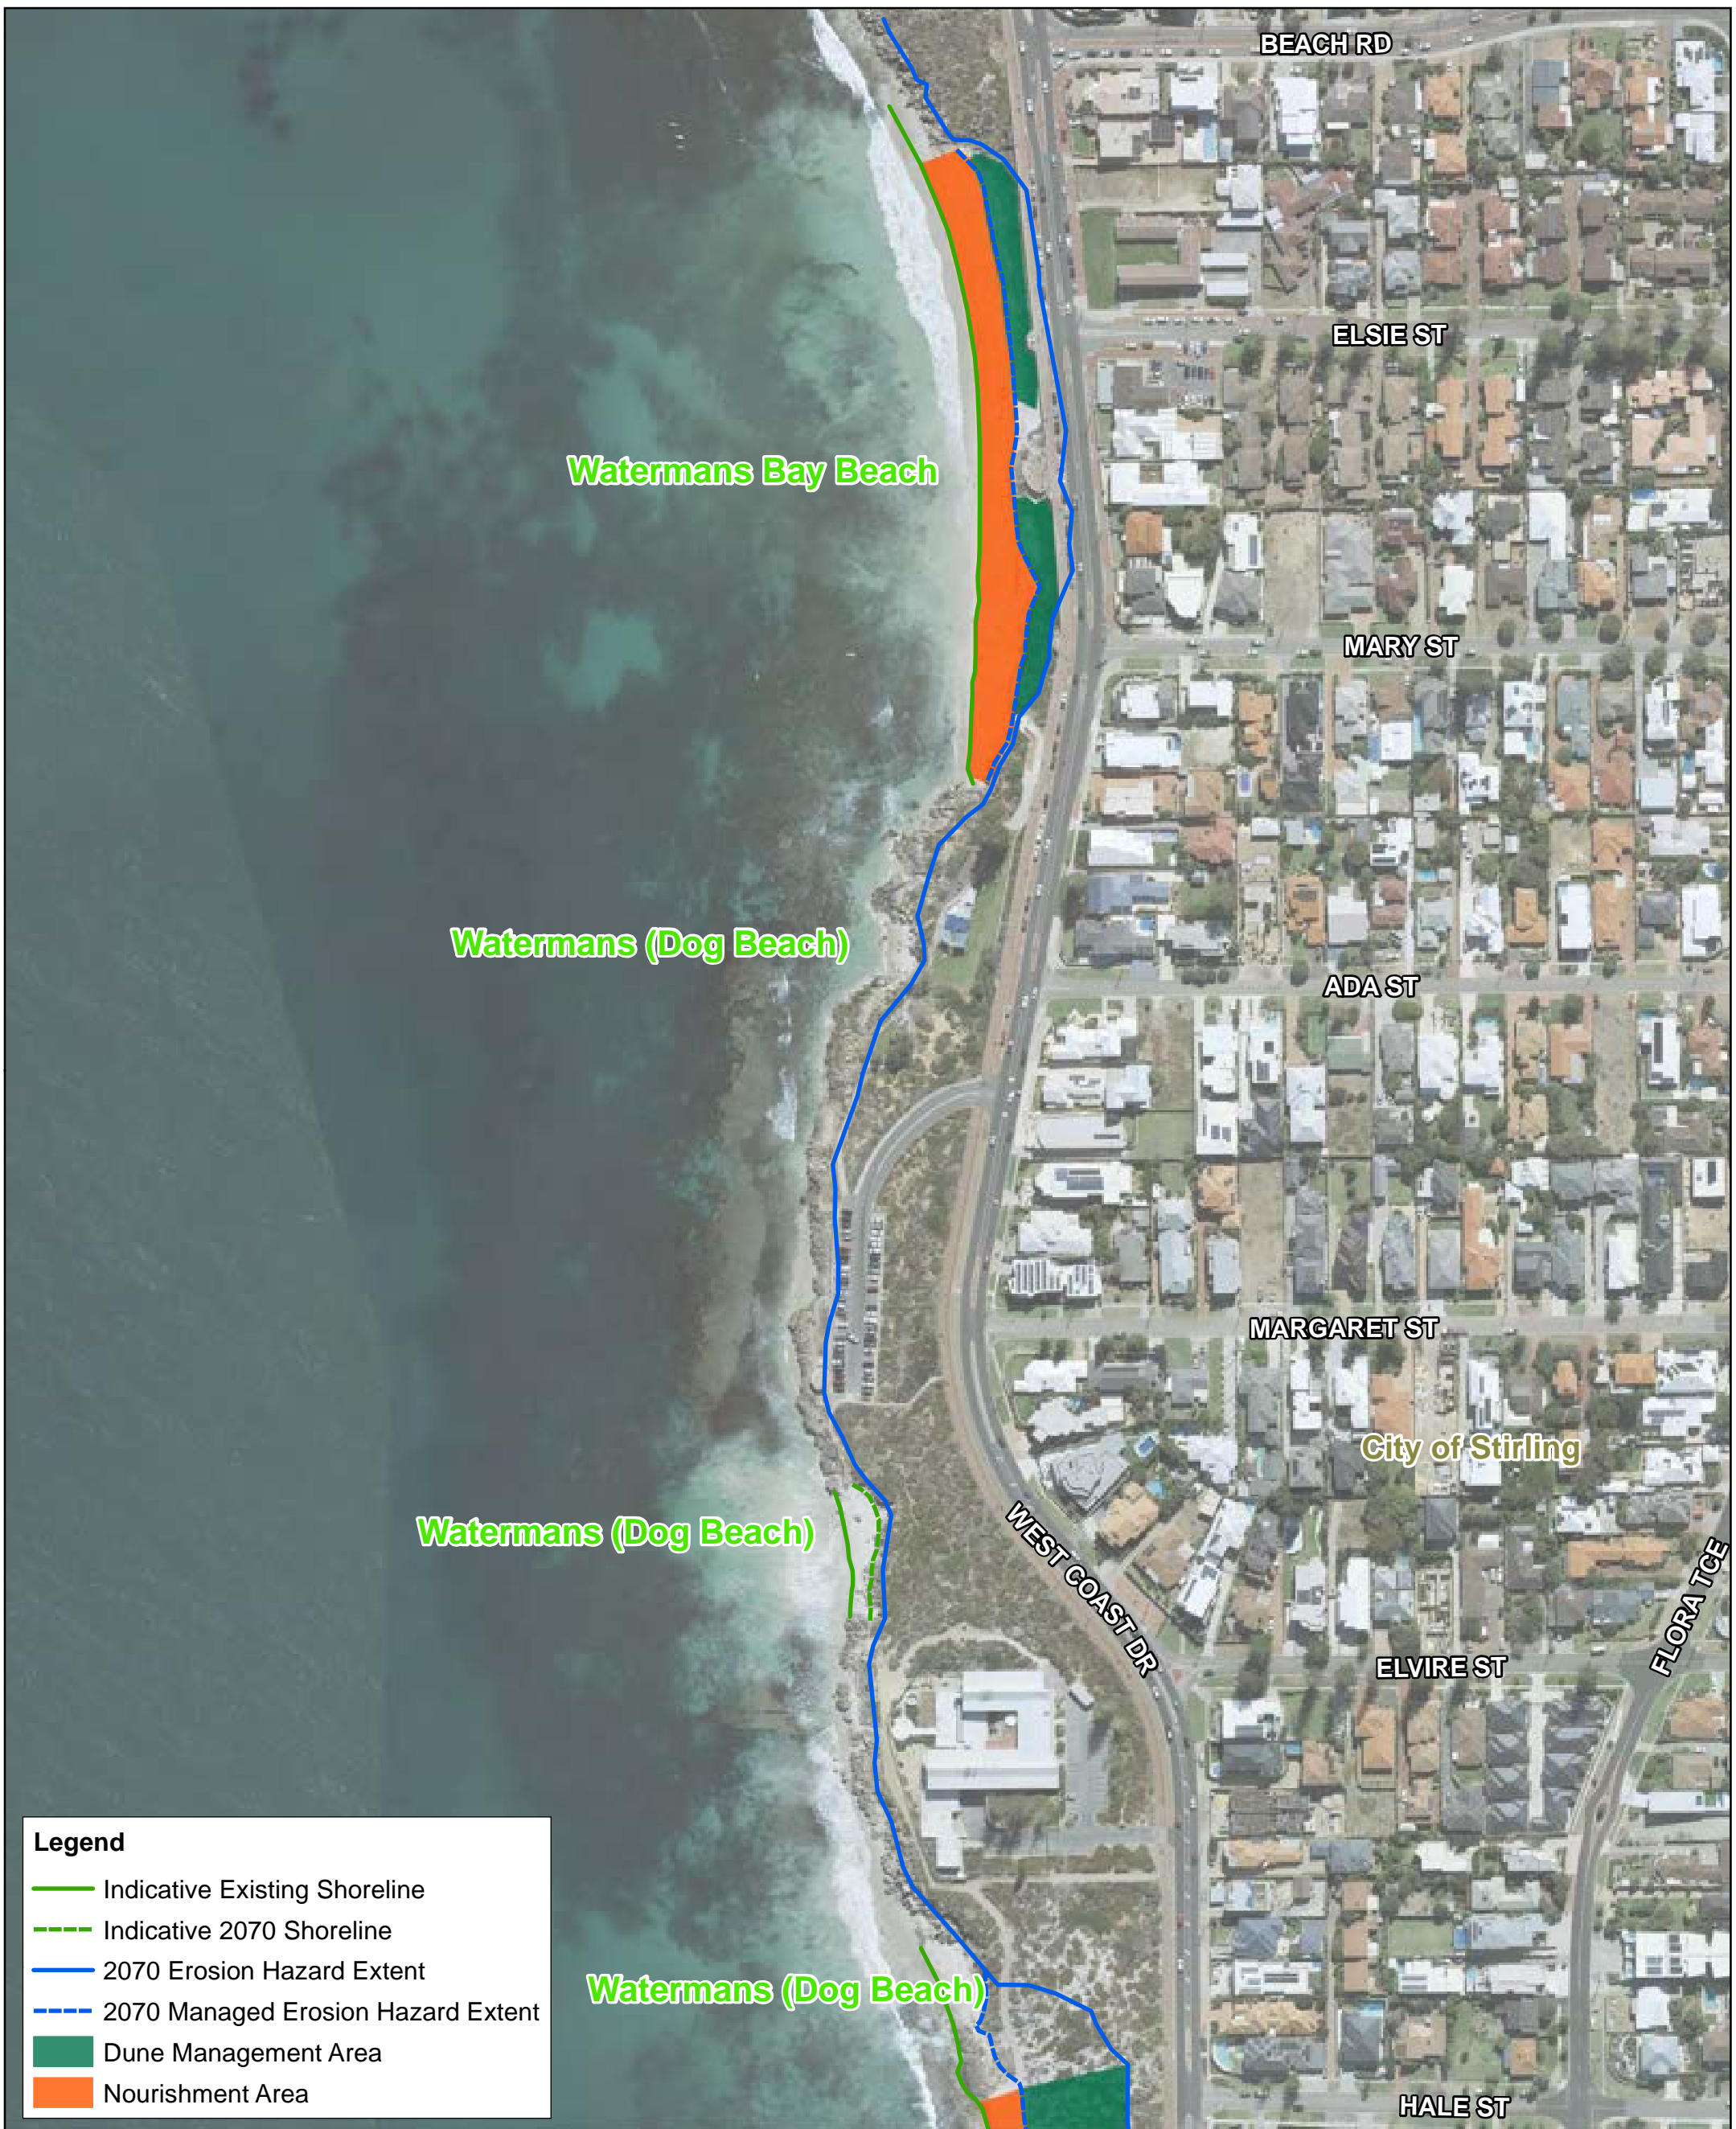 BEACH RD
ELSIE ST
Watermans Bay Beach
MARY ST
Watermans (Dog Beach)
ADA ST
MARGARET ST
City of Stirling
Watermans (Dog Beach)
WEST COAST DR
FLORA TCE
ELVIRE ST
Legend
Indicative Existing Shoreline
Indicative 2070 Shoreline
2070 Erosion Hazard Extent
2070 Managed Erosion Hazard Extent
Dune Management Area
Nourishment Area
Watermans (Dog Beach)
HALE ST